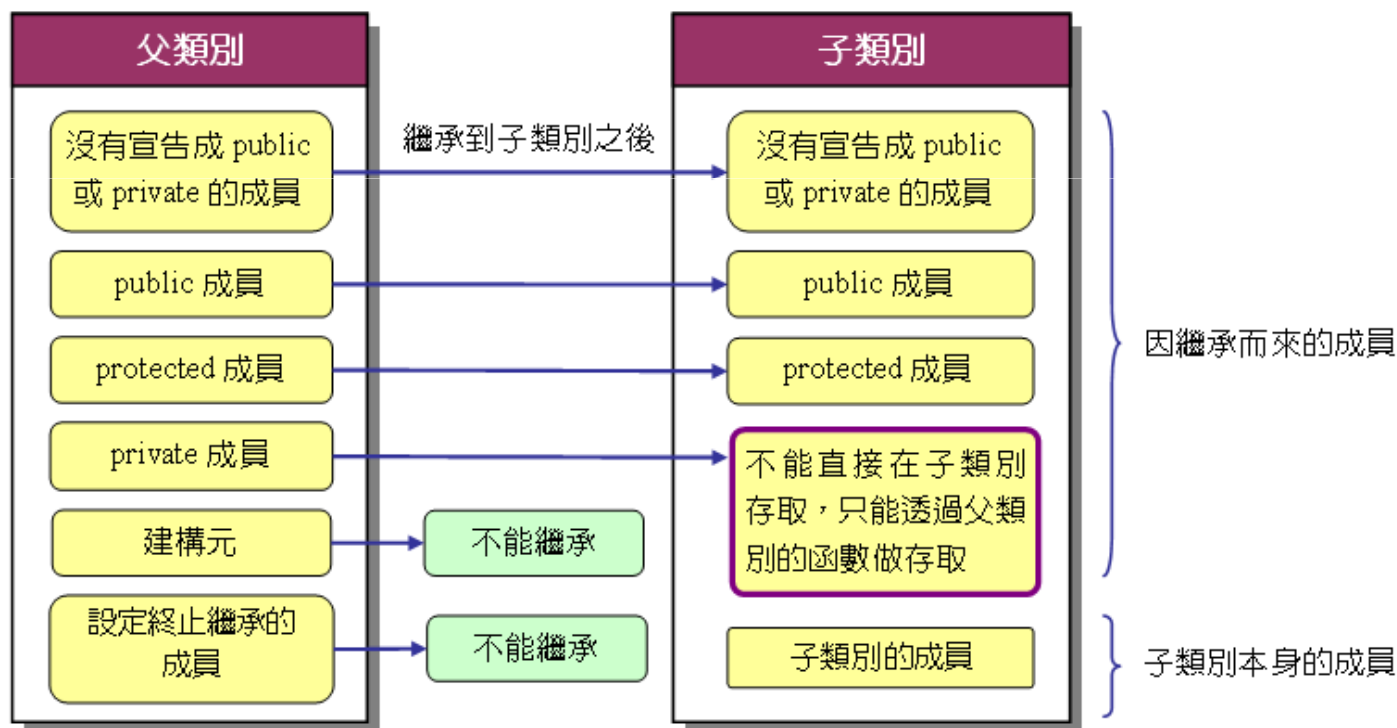 父類別
子類別
沒有宣告成 public
或 private 的成員
繼承到子類別之後
沒有宣告成 public
或 private 的成員
public 成員
public 成員
protected 成員
protected 成員
因繼承而來的成員
private 成員
不能直接在子類別
存取，只能透過父類
別的函數做存取
建構元
不能繼承
設定終止繼承的
成員
不能繼承
子類別的成員
子類別本身的成員